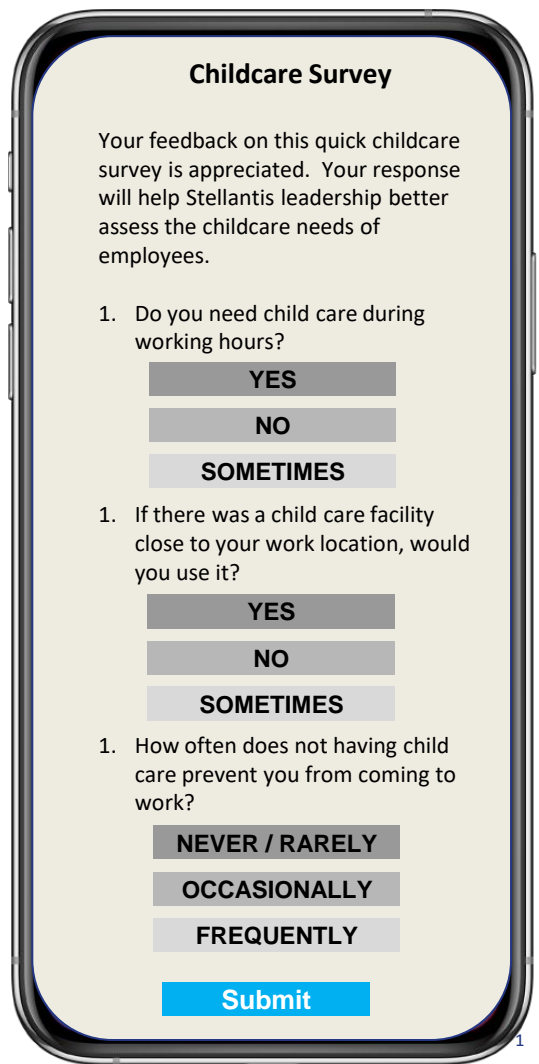 Childcare Survey
Your feedback on this quick childcare
survey is appreciated.  Your response
will help Stellantis leadership better
assess the childcare needs of
employees.
1. Do you need child care during
working hours?
YES
NO
SOMETIMES
1. If there was a child care facility
close to your work location, would
you use it?
YES
NO
SOMETIMES
1. How often does not having child
care prevent you from coming to
work?
NEVER / RARELY
OCCASIONALLY
FREQUENTLY
Submit
1